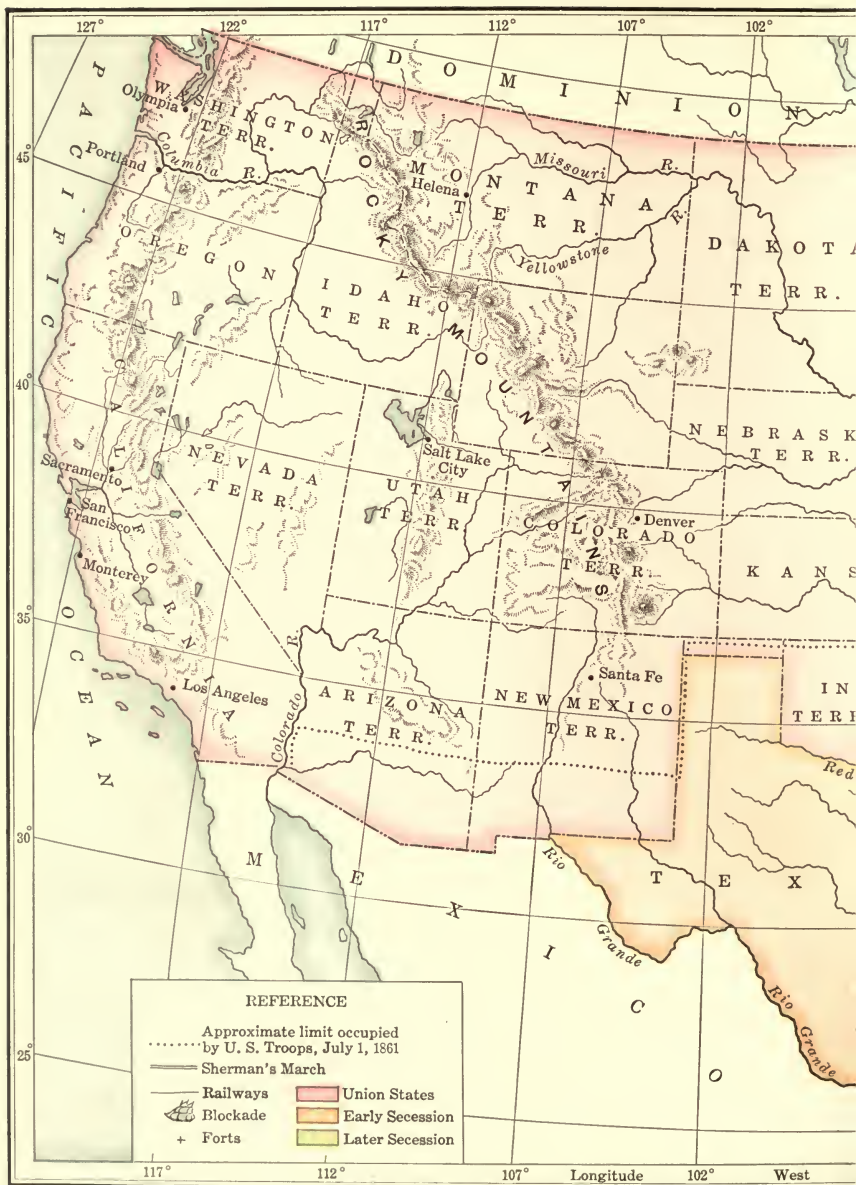 127°
122°
117°
112°
107°
102°
DOMINION
PACIFIC
OCEAN
WASHINGTON
TERR.
Olympia
Columbia R.
Portland
45°
ROCKY MOUNTAINS
MONTANA
TERR.
Helena
Missouri R.
Yellowstone R.
DAKOTA
TERR.
OREGON
IDAHO
TERR.
40°
CALIFORNIA
NEBRASK
TERR.
NEVADA
TERR.
Salt Lake
City
UTAH
TERR
Sacramento
San
Francisco
Monterey
Denver
COLORADO
TERR.
KANS
35°
Los Angeles
Colorado R.
ARIZONA
TERR.
Santa Fe
NEW MEXICO
TERR.
IN
TERR
Red
30°
MEXICO
TEX
Rio
Grande
Rio
Grande
25°
REFERENCE
Approximate limit occupied
by U. S. Troops, July 1, 1861
Sherman's March
Railways
Blockade
Forts
Union States
Early Secession
Later Secession
117°
112°
107°
Longitude
102°
West